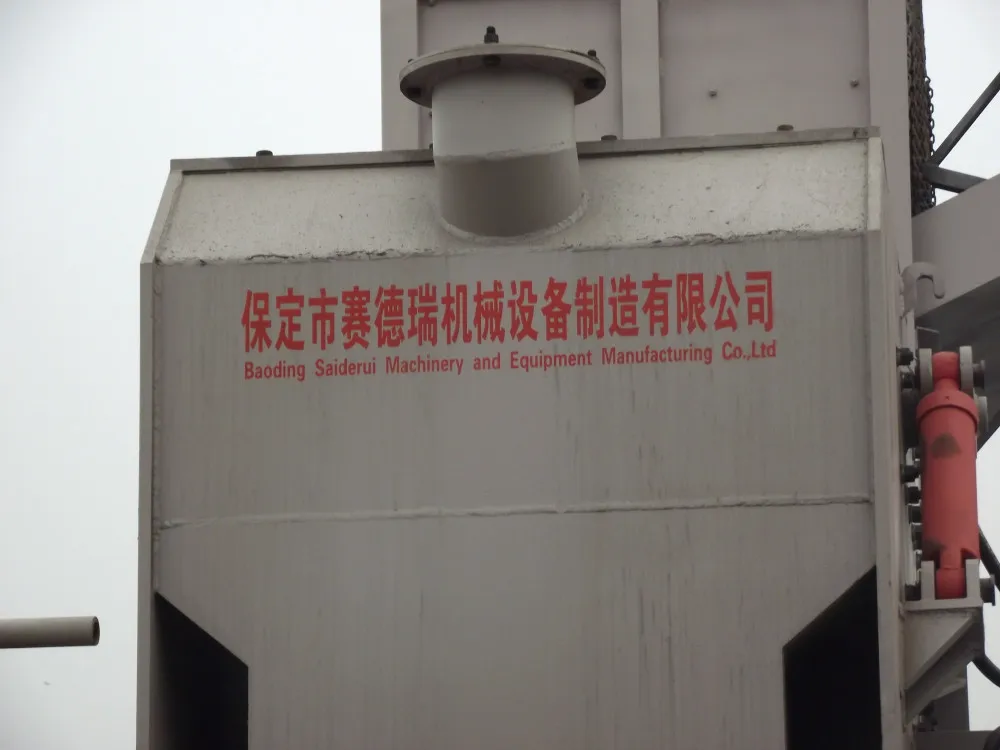 保定市赛德瑞机械设备制造有限公司
Baoding Saiderui Machinery and Equipment Manufacturing Co.,Ltd